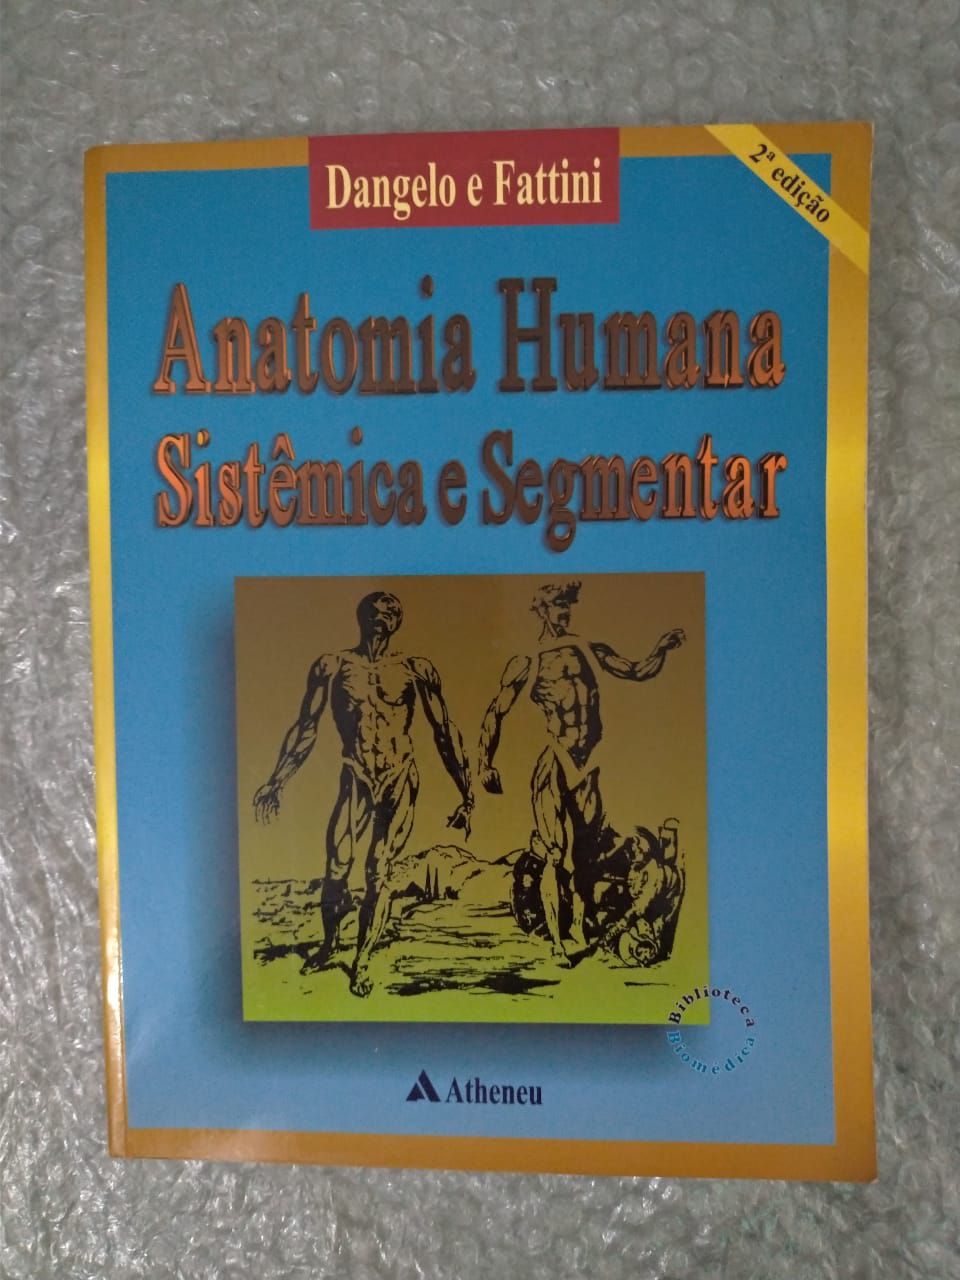 Dangelo e Fattini
2ª edição
Anatomia Humana
Sistêmica e Segmentar
Biblioteca
Biomédica
Atheneu